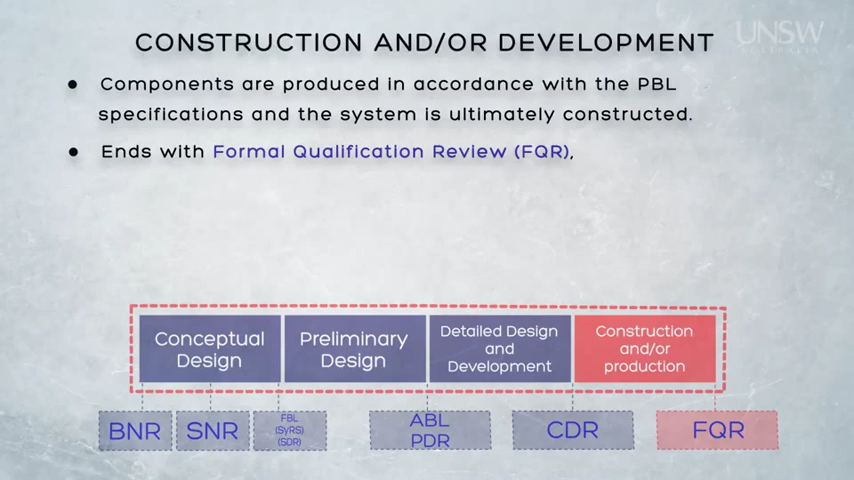 UNSW
AUSTRALIA
CONSTRUCTION AND/OR DEVELOPMENT
Components are produced in accordance with the PBL
specifications and the system is ultimately constructed.
Ends with Formal Qualification Review (FQR),
Conceptual
Design
Preliminary
Design
Detailed Design
and
Development
Construction
and/or
production
BNR
SNR
FBL
(SyRS)
(SDR)
ABL
PDR
CDR
FQR